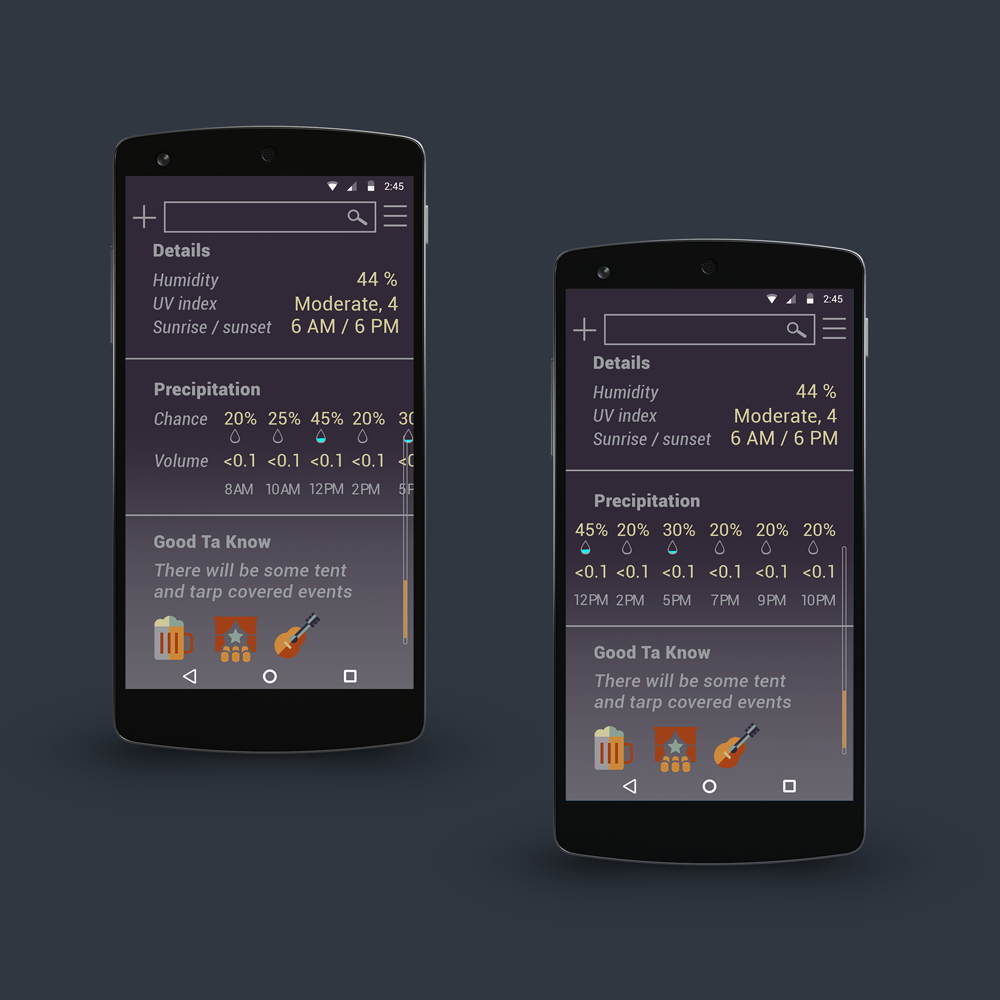 2:45
Details
Humidity 44 %
UV index Moderate, 4
Sunrise / sunset 6 AM / 6 PM
Precipitation
Chance 20% 25% 45% 20% 30
Volume <0.1 <0.1 <0.1 <0.1 <0
8AM 10AM 12PM 2PM 5P
Good Ta Know
There will be some tent
and tarp covered events
2:45
Details
Humidity 44 %
UV index Moderate, 4
Sunrise / sunset 6 AM / 6 PM
Precipitation
45% 20% 30% 20% 20% 20%
<0.1 <0.1 <0.1 <0.1 <0.1 <0.1
12PM 2PM 5PM 7PM 9PM 10PM
Good Ta Know
There will be some tent
and tarp covered events